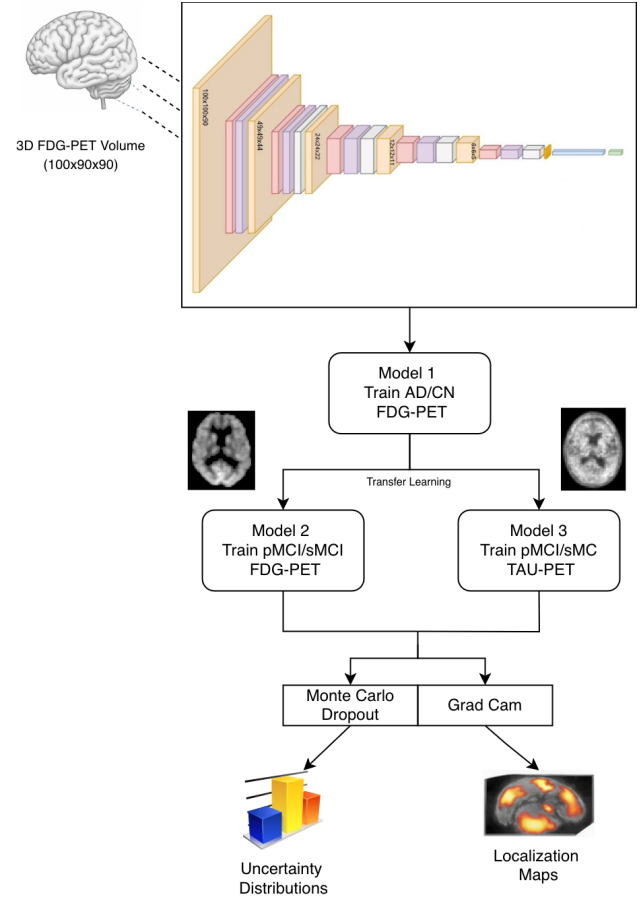 3D FDG-PET Volume
(100x90x90)
100x100x90
49x49x44
24x24x22
12x12x11
6x6x5
Model 1
Train AD/CN
FDG-PET
Transfer Learning
Model 2
Train pMCI/sMCI
FDG-PET
Model 3
Train pMCI/sMC
TAU-PET
Monte Carlo
Dropout
Grad Cam
Uncertainty
Distributions
Localization
Maps